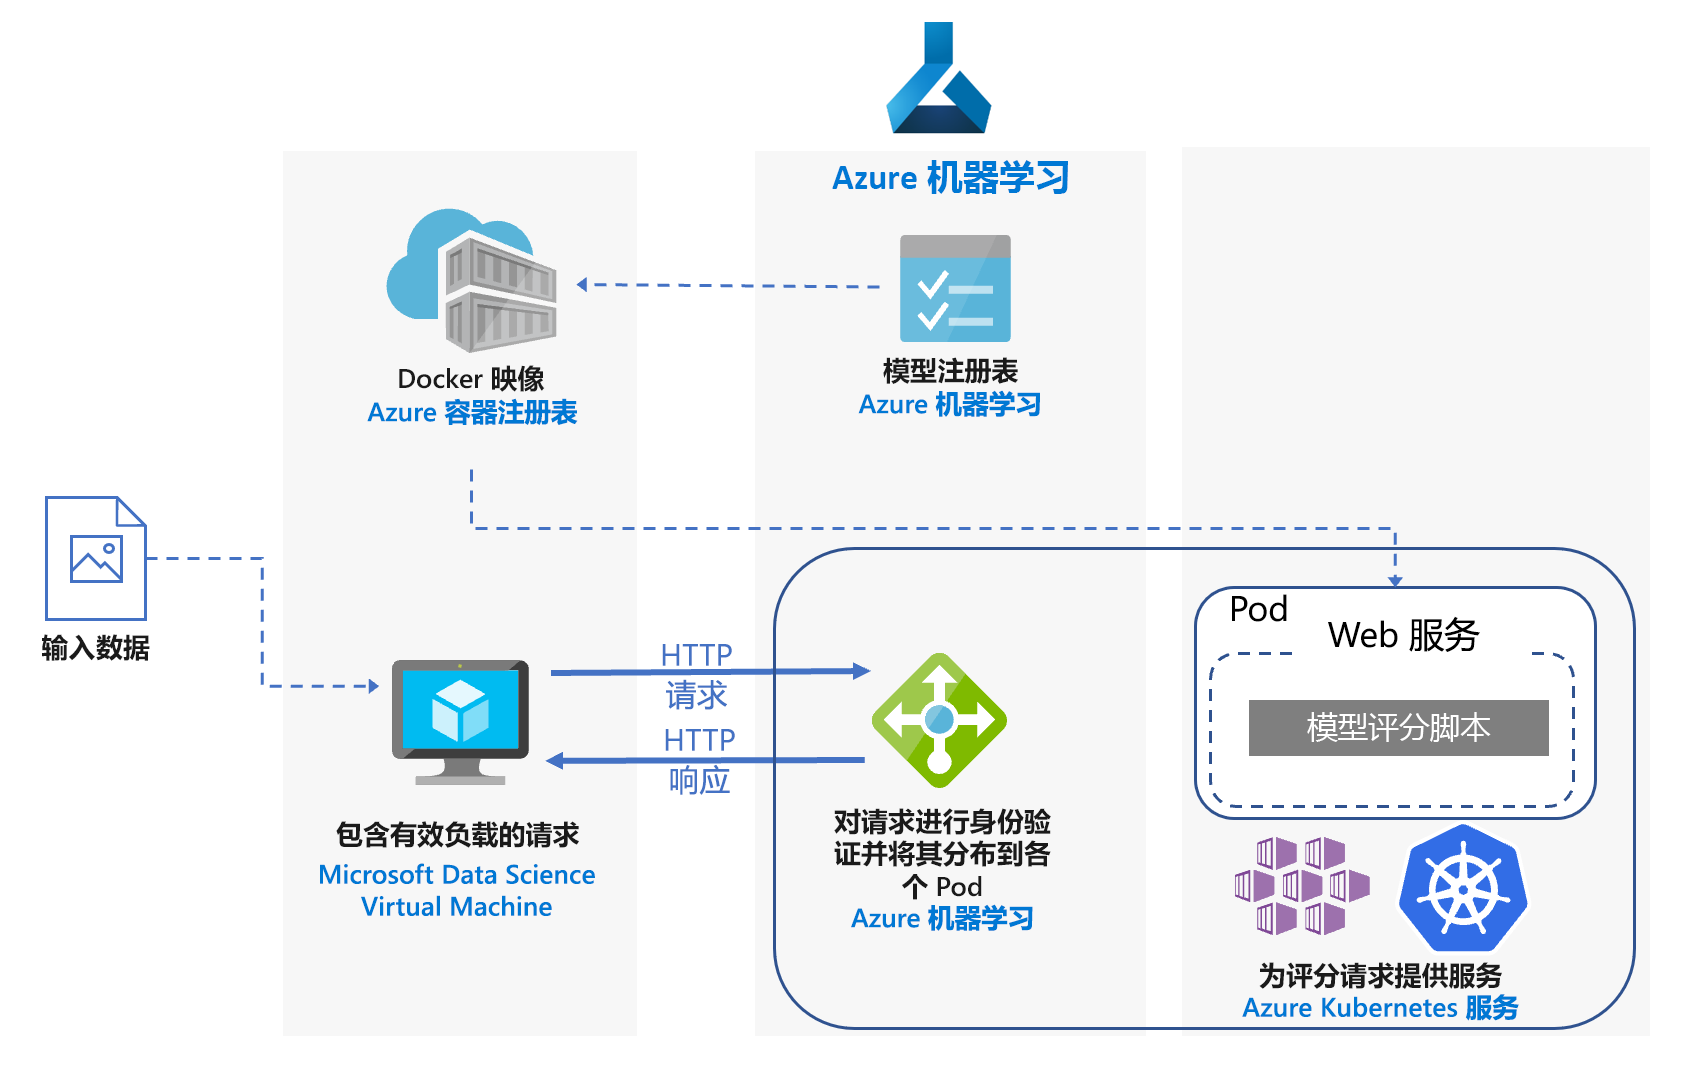 Azure 机器学习
Docker 映像
Azure 容器注册表
模型注册表
Azure 机器学习
输入数据
HTTP
请求
HTTP
响应
包含有效负载的请求
Microsoft Data Science
Virtual Machine
对请求进行身份验
证并将其分布到各
个 Pod
Azure 机器学习
Pod
Web 服务
模型评分脚本
为评分请求提供服务
Azure Kubernetes 服务